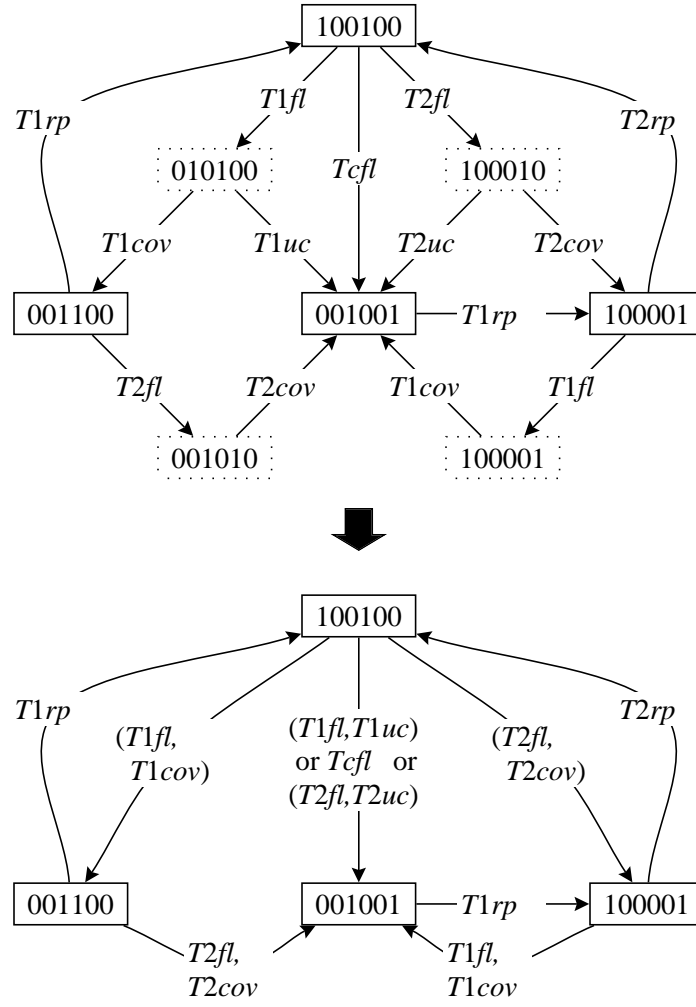 100100
T1fl
T2fl
T1rp
T2rp
010100
Tcfl
100010
T1cov
T1uc
T2uc
T2cov
001100
001001
T1rp
100001
T2fl
T2cov
T1cov
T1fl
001010
100001
100100
T1rp
(T1fl,
T1cov)
(T1fl,T1uc)
or Tcfl or
(T2fl,T2uc)
(T2fl,
T2cov)
T2rp
001100
001001
T1rp
100001
T2fl,
T2cov
T1fl,
T1cov